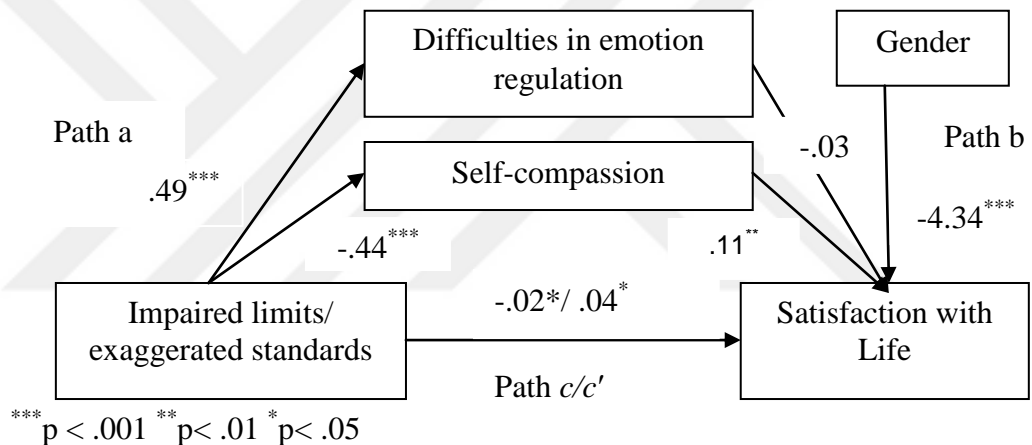 Difficulties in emotion
regulation
Gender
Path a
-.03
Path b
.49***
Self-compassion
-4.34***
-.44***
.11**
Impaired limits/
exaggerated standards
-.02*/ .04*
Satisfaction with
Life
Path c/c′
***p < .001 **p< .01 *p< .05